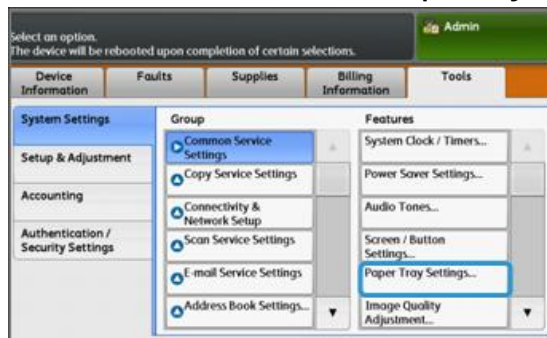 Select an option.
The device will be rebooted upon completion of certain selections.
Admin
Device
Information
Faults
Supplies
Billing
Information
Tools
System Settings
Setup & Adjustment
Accounting
Authentication /
Security Settings
Group
Common Service
Settings
Copy Service Settings
Connectivity &
Network Setup
Scan Service Settings
E-mail Service Settings
Address Book Settings...
Features
System Clock / Timers...
Power Saver Settings...
Audio Tones...
Screen / Button
Settings...
Paper Tray Settings...
Image Quality
Adjustment...